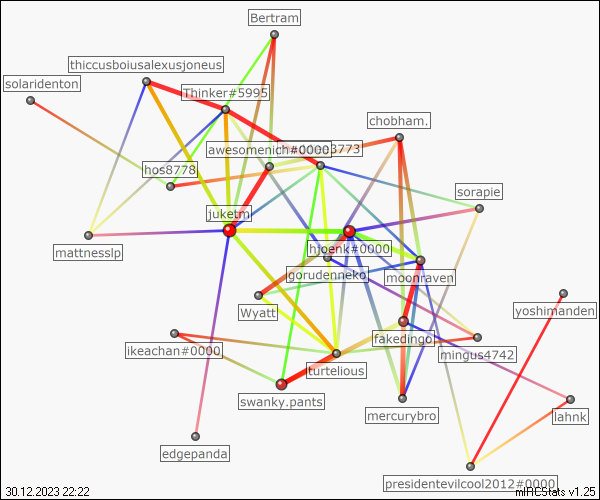 Bertram
thiccusboiusalexusjoneus
solaridenton
Thinker#5995
chobham.
awesomenich#0000
3773
hos8778
sorapie
juketm
mattnesslp
hjoenk#0000
gorudenneko
moonraven
Wyatt
yoshimanden
fakedingo
ikeachan#0000
mingus4742
turtelious
swanky.pants
mercurybro
lahnk
edgepanda
presidentevilcool2012#0000
30.12.2023 22:22
mIRCStats v1.25